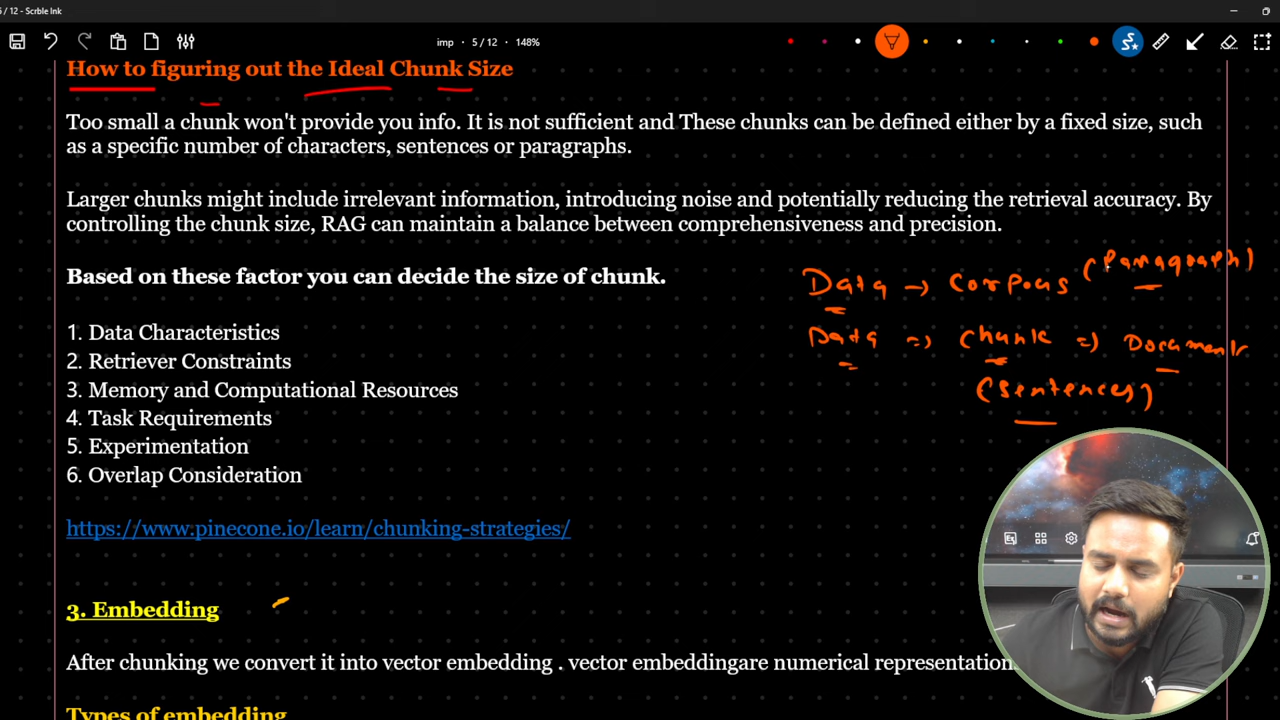 5 / 12 - Scrble Ink
imp • 5 / 12 • 148%
How to figuring out the Ideal Chunk Size
Too small a chunk won't provide you info. It is not sufficient and These chunks can be defined either by a fixed size, such
as a specific number of characters, sentences or paragraphs.
Larger chunks might include irrelevant information, introducing noise and potentially reducing the retrieval accuracy. By
controlling the chunk size, RAG can maintain a balance between comprehensiveness and precision.
Based on these factor you can decide the size of chunk.
Data → Corpous (Paragraph)
1. Data Characteristics
2. Retriever Constraints
3. Memory and Computational Resources
4. Task Requirements
5. Experimentation
6. Overlap Consideration
Data => Chunk => Documents
(Sentences)
https://www.pinecone.io/learn/chunking-strategies/
3. Embedding
After chunking we convert it into vector embedding . vector embeddingare numerical representation
Types of embedding